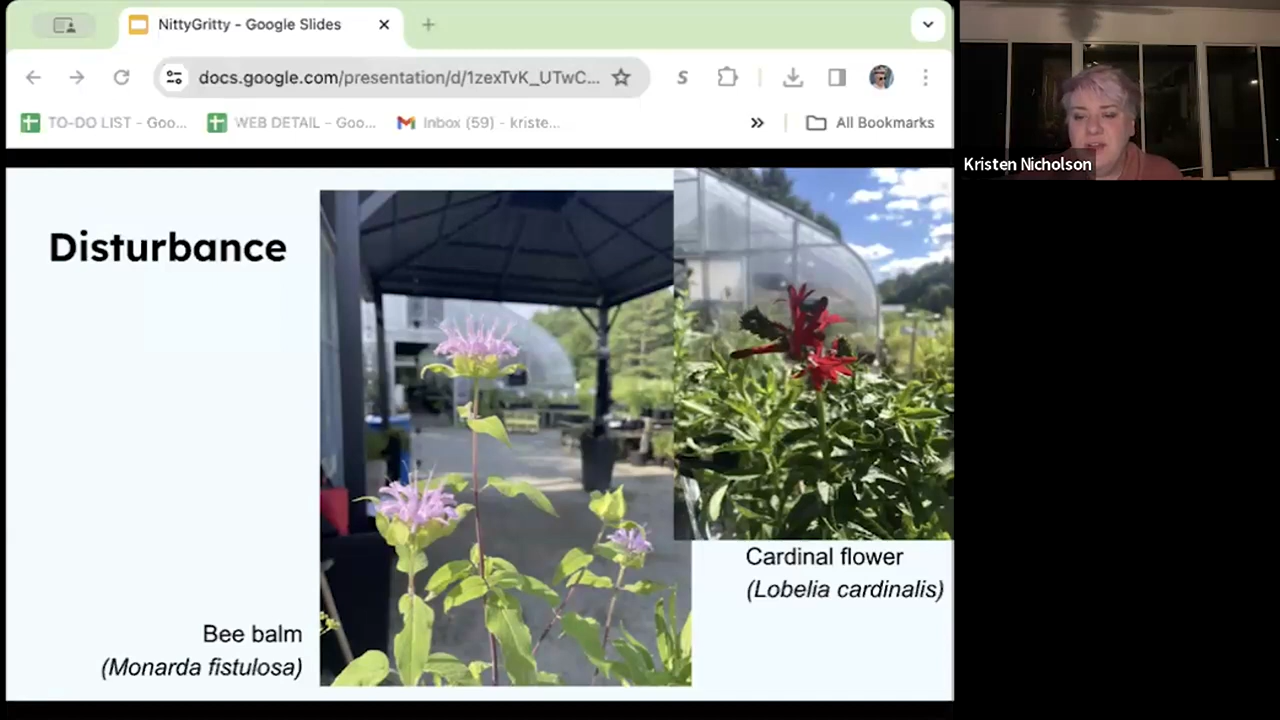 NittyGritty - Google Slides
docs.google.com/presentation/d/1zexTvK_UTwC...
TO-DO LIST - Goo...
WEB DETAIL - Goo...
Inbox (59) - kriste...
All Bookmarks
Kristen Nicholson
Disturbance
Cardinal flower
(Lobelia cardinalis)
Bee balm
(Monarda fistulosa)